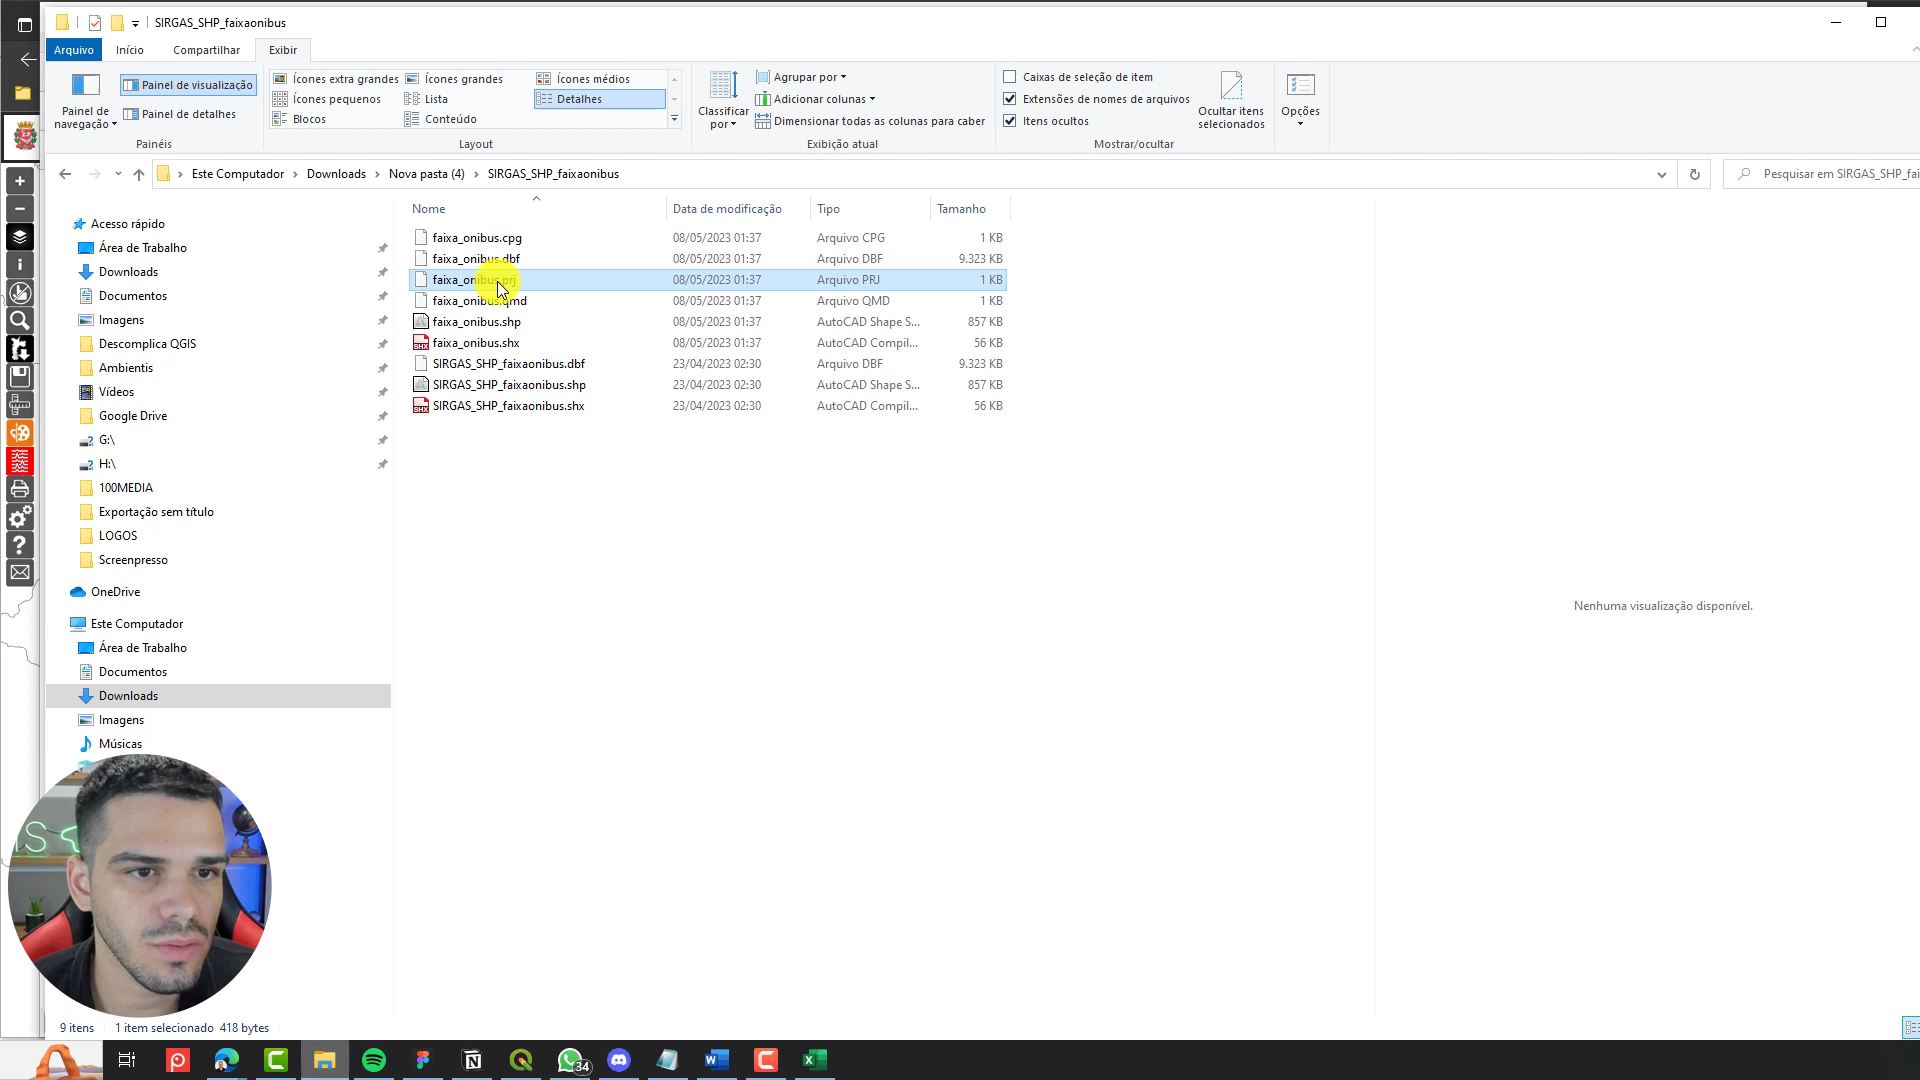 SIRGAS_SHP_faixaonibus
Arquivo
Início
Compartilhar
Exibir
Painel de navegação
Painel de visualização
Painel de detalhes
Painéis
Ícones extra grandes
Ícones grandes
Ícones médios
Ícones pequenos
Lista
Detalhes
Blocos
Conteúdo
Layout
Classificar por
Agrupar por
Adicionar colunas
Dimensionar todas as colunas para caber
Exibição atual
Caixas de seleção de item
Extensões de nomes de arquivos
Itens ocultos
Ocultar itens selecionados
Mostrar/ocultar
Opções
Este Computador > Downloads > Nova pasta (4) > SIRGAS_SHP_faixaonibus
Pesquisar em SIRGAS_SHP_fai
Acesso rápido
Área de Trabalho
Downloads
Documentos
Imagens
Descomplica QGIS
Ambientis
Vídeos
Google Drive
G:\
H:\
100MEDIA
Exportação sem título
LOGOS
Screenpresso
OneDrive
Este Computador
Área de Trabalho
Documentos
Downloads
Imagens
Músicas
Nome Data de modificação Tipo Tamanho
faixa_onibus.cpg 08/05/2023 01:37 Arquivo CPG 1 KB
faixa_onibus.dbf 08/05/2023 01:37 Arquivo DBF 9.323 KB
faixa_onibus.prj 08/05/2023 01:37 Arquivo PRJ 1 KB
faixa_onibus.qmd 08/05/2023 01:37 Arquivo QMD 1 KB
faixa_onibus.shp 08/05/2023 01:37 AutoCAD Shape S... 857 KB
faixa_onibus.shx 08/05/2023 01:37 AutoCAD Compil... 56 KB
SIRGAS_SHP_faixaonibus.dbf 23/04/2023 02:30 Arquivo DBF 9.323 KB
SIRGAS_SHP_faixaonibus.shp 23/04/2023 02:30 AutoCAD Shape S... 857 KB
SIRGAS_SHP_faixaonibus.shx 23/04/2023 02:30 AutoCAD Compil... 56 KB
Nenhuma visualização disponível.
9 itens 1 item selecionado 418 bytes
34